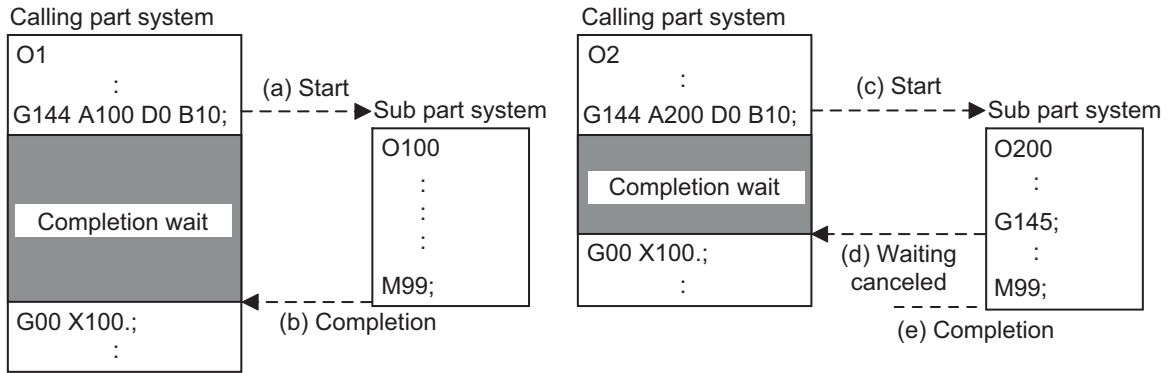 Calling part system
O1
:
G144 A100 D0 B10;
Completion wait
G00 X100.;
:
(a) Start
Sub part system
O100
:
:
:
:
M99;
(b) Completion
Calling part system
O2
:
G144 A200 D0 B10;
Completion wait
G00 X100.;
:
(c) Start
Sub part system
O200
:
G145;
:
M99;
(d) Waiting
canceled
(e) Completion